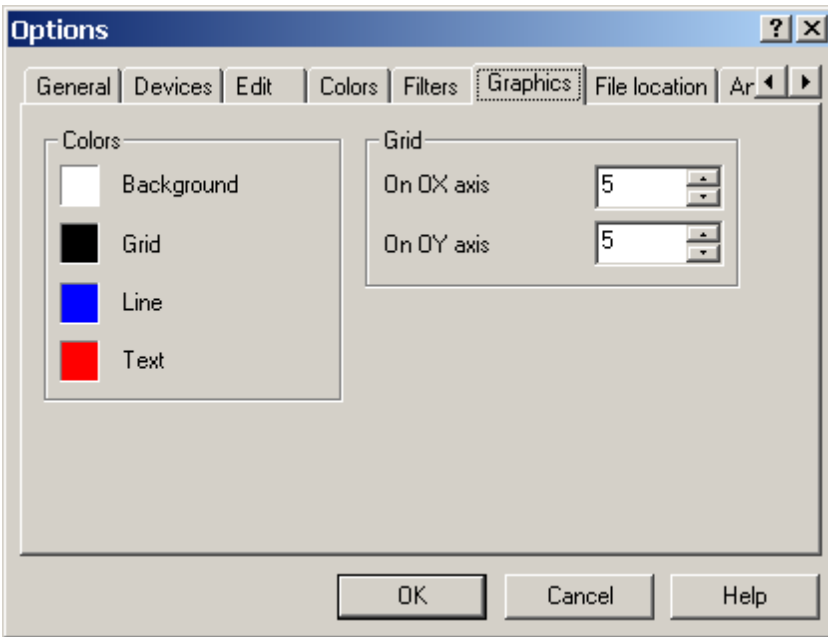 Options
General Devices Edit Colors Filters Graphics File location
Colors
Background
Grid
Line
Text
Grid
On OX axis 5
On OY axis 5
OK Cancel Help